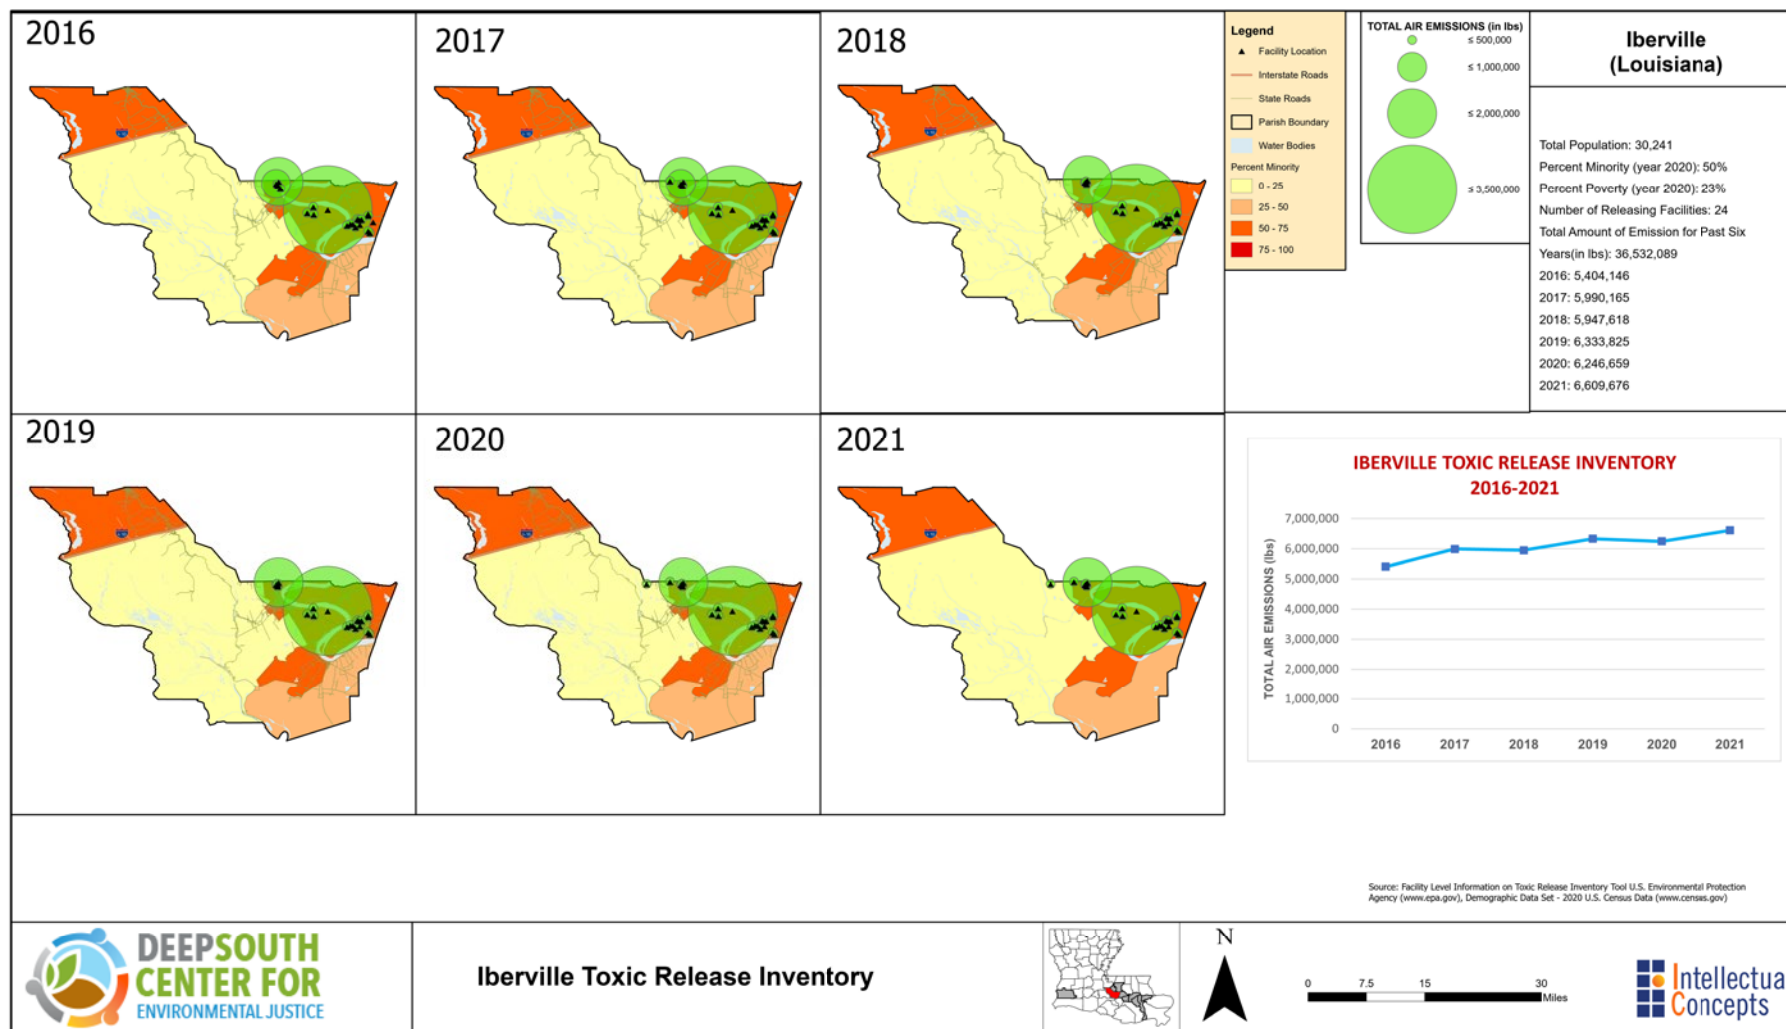 2016
2017
2018
Legend
Facility Location
Interstate Roads
State Roads
Parish Boundary
Water Bodies
Percent Minority
0 - 25
25 - 50
50 - 75
75 - 100
TOTAL AIR EMISSIONS (in lbs)
≤ 500,000
≤ 1,000,000
≤ 2,000,000
≤ 3,500,000
Iberville
(Louisiana)
Total Population: 30,241
Percent Minority (year 2020): 50%
Percent Poverty (year 2020): 23%
Number of Releasing Facilities: 24
Total Amount of Emission for Past Six
Years(in lbs): 36,532,089
2016: 5,404,146
2017: 5,990,165
2018: 5,947,618
2019: 6,333,825
2020: 6,246,659
2021: 6,609,676
2019
2020
2021
IBERVILLE TOXIC RELEASE INVENTORY
2016-2021
TOTAL AIR EMISSIONS (lbs)
7,000,000
6,000,000
5,000,000
4,000,000
3,000,000
2,000,000
1,000,000
0
2016 2017 2018 2019 2020 2021
Source: Facility Level Information on Toxic Release Inventory Tool U.S. Environmental Protection
Agency (www.epa.gov), Demographic Data Set - 2020 U.S. Census Data (www.census.gov)
DEEPSOUTH
CENTER FOR
ENVIRONMENTAL JUSTICE
Iberville Toxic Release Inventory
N
0 7.5 15 30
Miles
Intellectua
Concepts